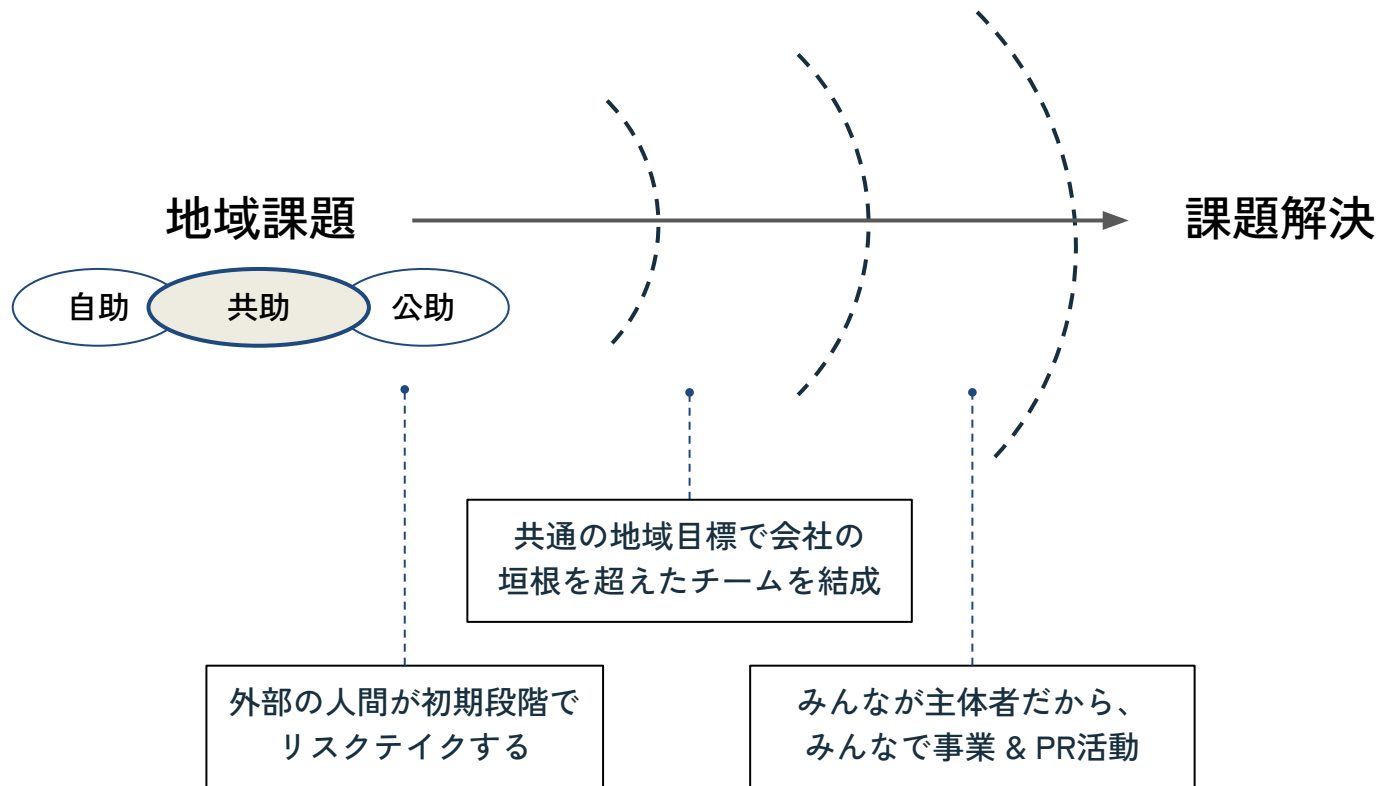 地域課題
課題解決
自助
共助
公助
共通の地域目標で会社の
垣根を超えたチームを結成
外部の人間が初期段階で
リスクテイクする
みんなが主体者だから、
みんなで事業 & PR活動